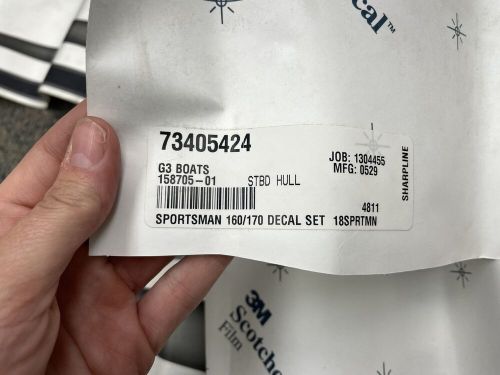 cal™
73405424
G3 BOATS
JOB: 1304455
MFG: 0529
158705-01 STBD HULL
SHARPLINE
4811
SPORTSMAN 160/170 DECAL SET 18SPRTMN
3M
Scotchc
Film